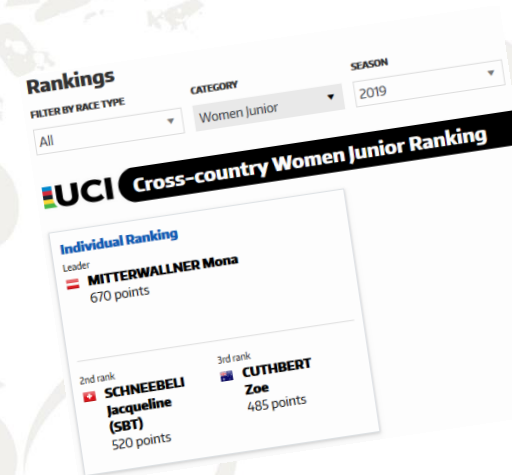 Rankings
FILTER BY RACE TYPE
CATEGORY
SEASON
All
Women Junior
2019
UCI Cross-country Women Junior Ranking
Individual Ranking
Leader
MITTERWALLNER Mona
670 points
2nd rank
SCHNEEBELI
Jacqueline
(SBT)
520 points
3rd rank
CUTHBERT
Zoe
485 points